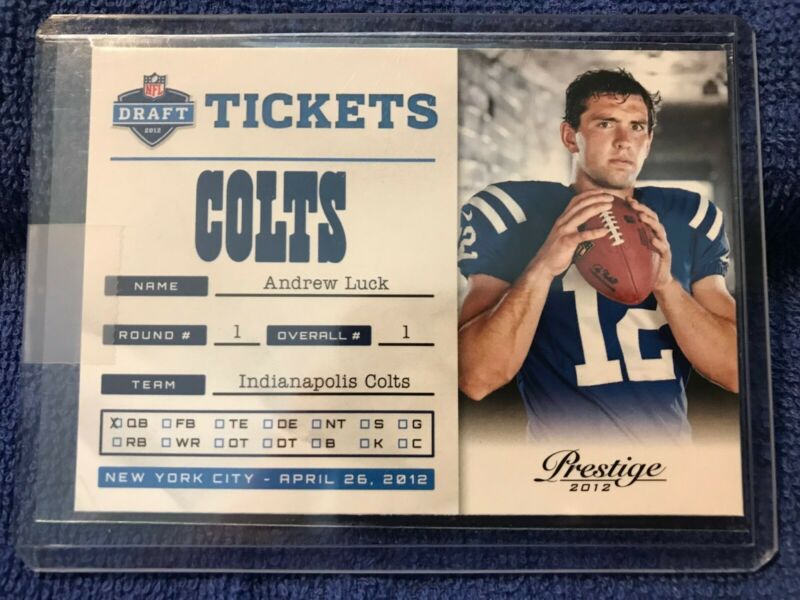 NFL
DRAFT
2012
TICKETS
COLTS
NAME Andrew Luck
ROUND # 1 OVERALL # 1
TEAM Indianapolis Colts
X QB FB TE DE NT S G
RB WR OT DT B K C
NEW YORK CITY - APRIL 26, 2012
12
12
Prestige
2012